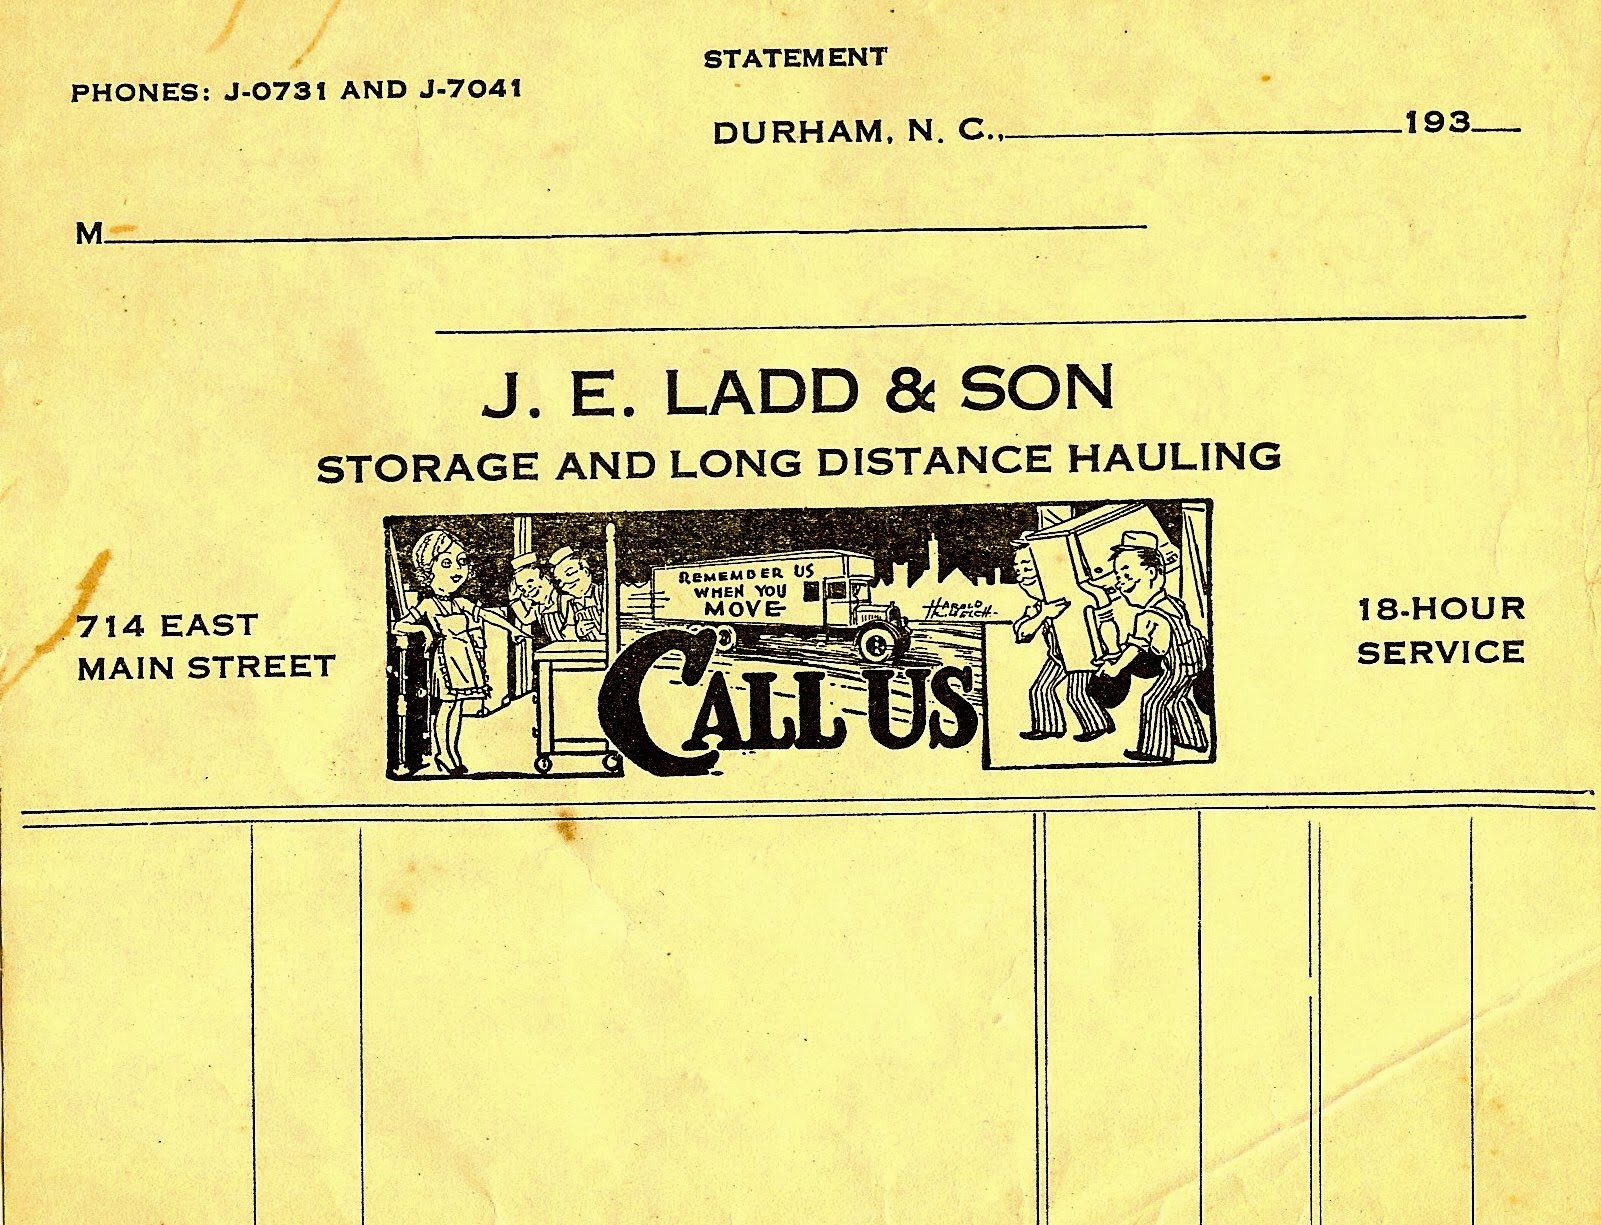 STATEMENT
PHONES: J-0731 AND J-7041
DURHAM, N. C., 193
M
J. E. LADD & SON
STORAGE AND LONG DISTANCE HAULING
714 EAST
MAIN STREET
REMEMBER US
WHEN YOU
MOVE
HAROLD
CALL US
18-HOUR
SERVICE